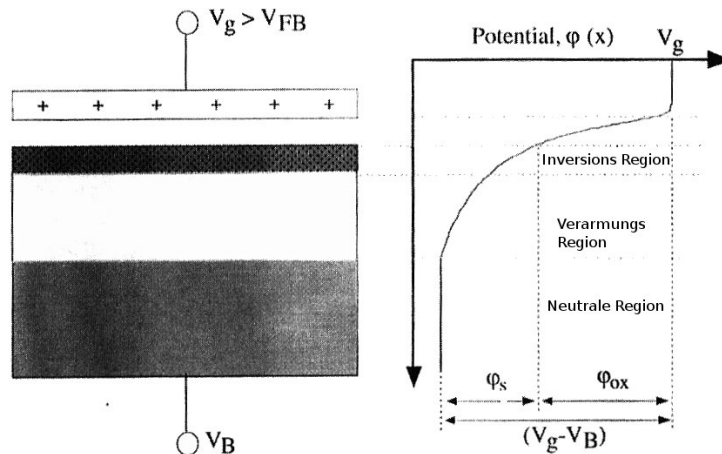 V_g > V_FB
+ + + + + +
V_B
Potential, φ (x)
V_g
Inversions Region
Verarmungs
Region
Neutrale Region
φ_s
φ_ox
(V_g-V_B)